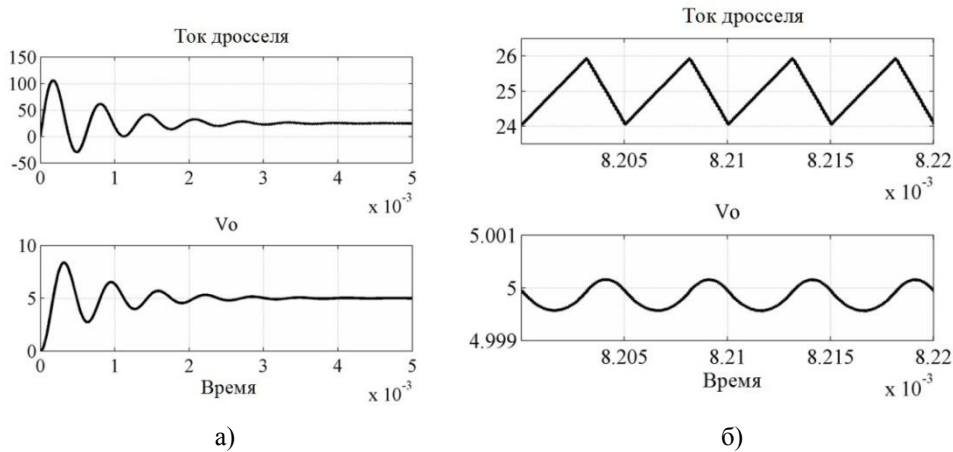 Ток дросселя
150
100
50
0
-50
0 1 2 3 4 5
x 10⁻³
Vo
10
5
0
0 1 2 3 4 5
Время
x 10⁻³
а)
Ток дросселя
26
25
24
8.205 8.21 8.215 8.22
x 10⁻³
Vo
5.001
5
4.999
8.205 8.21 8.215 8.22
Время
x 10⁻³
б)